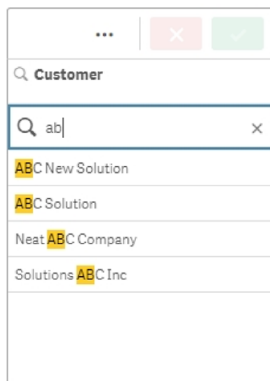 Customer
ab
ABC New Solution
ABC Solution
Neat ABC Company
Solutions ABC Inc